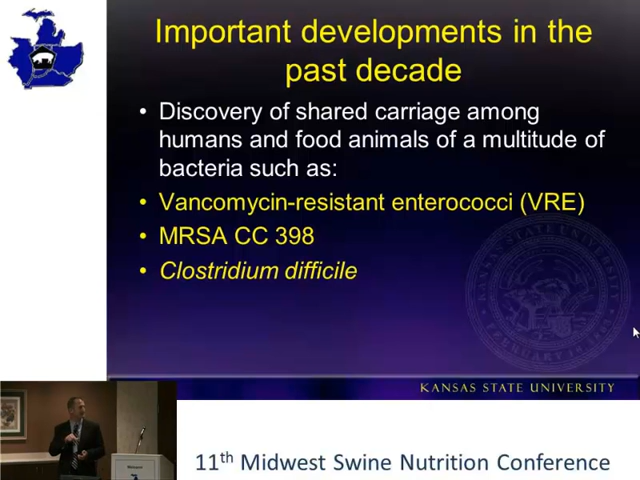 Important developments in the
past decade
• Discovery of shared carriage among
humans and food animals of a multitude of
bacteria such as:
• Vancomycin-resistant enterococci (VRE)
• MRSA CC 398
• Clostridium difficile
KANSAS STATE UNIVERSITY
11th Midwest Swine Nutrition Conference